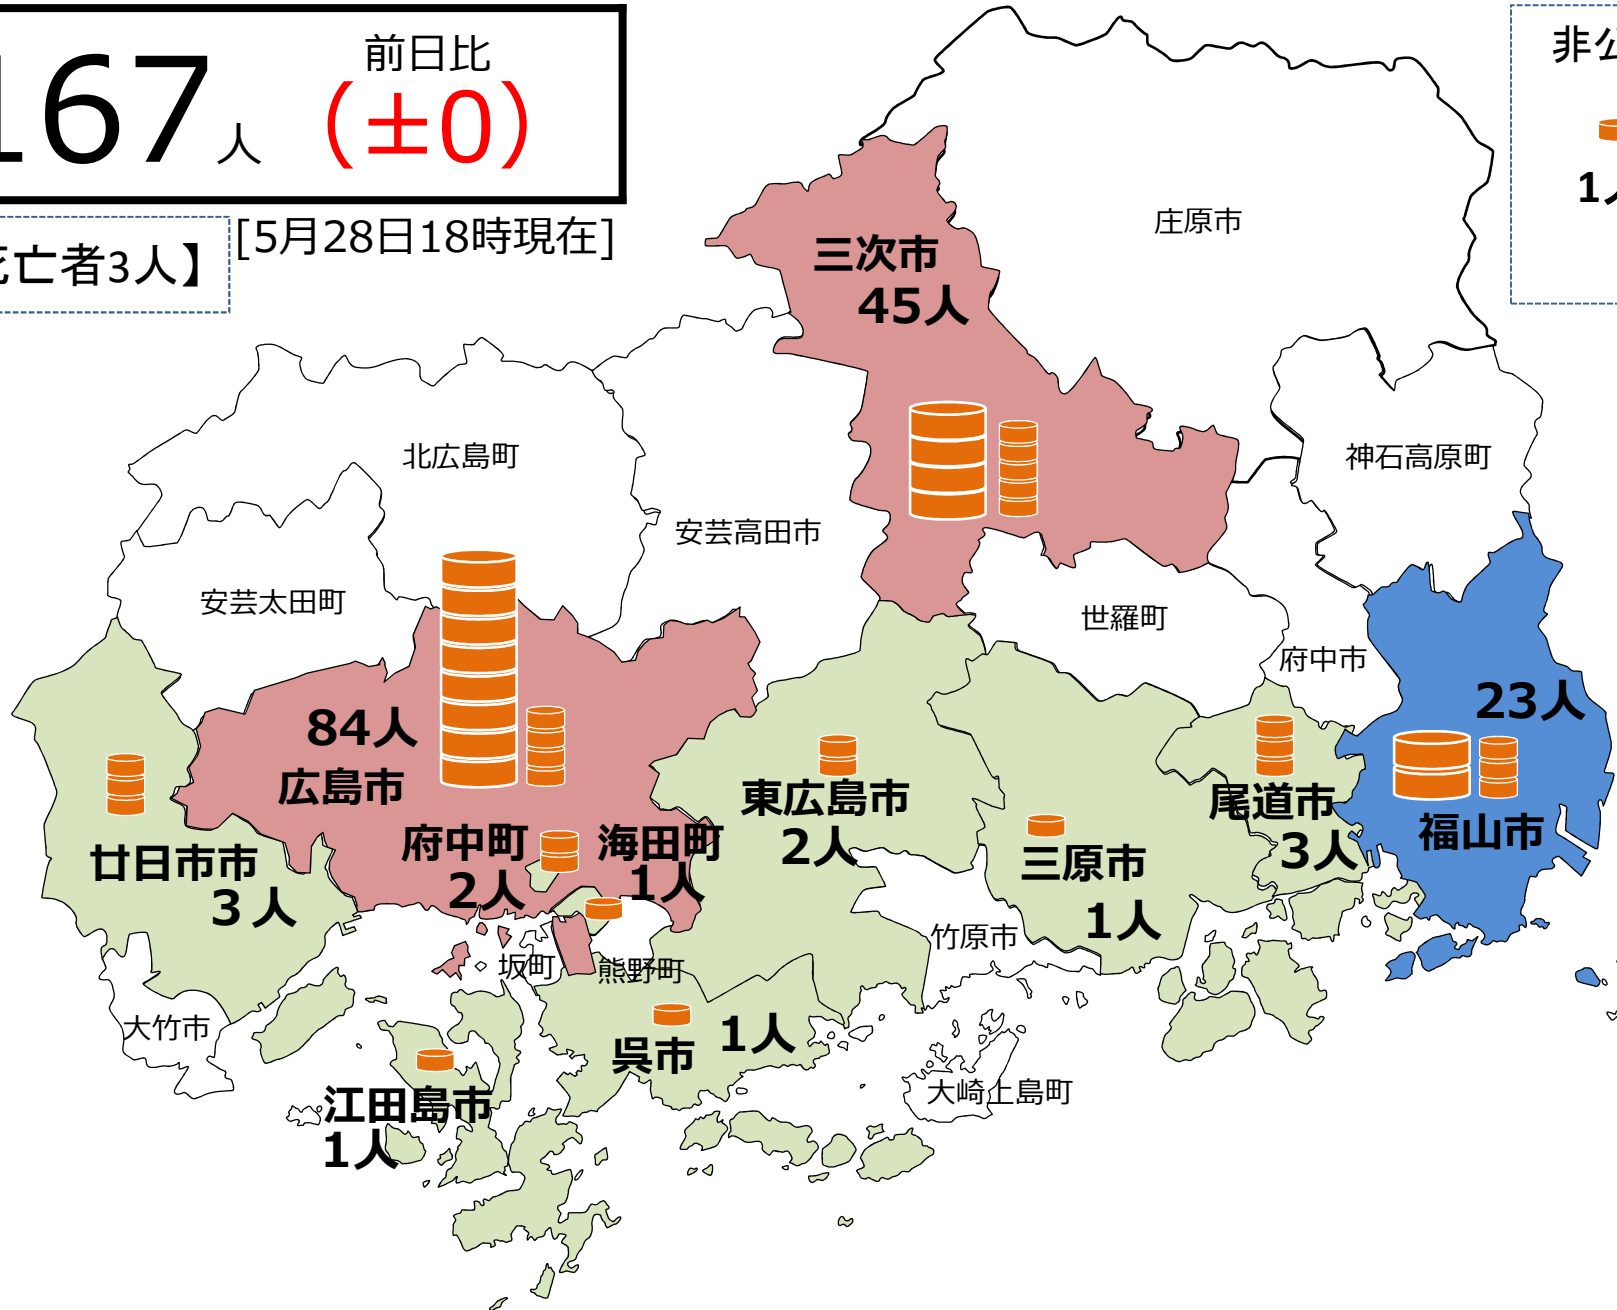 167人
前日比
（±0）
死亡者3人】
[5月28日18時現在]
非公
1人
庄原市
三次市
45人
神石高原町
北広島町
安芸高田市
安芸太田町
世羅町
府中市
23人
福山市
84人
広島市
東広島市
2人
尾道市
3人
府中町
2人
海田町
1人
三原市
1人
廿日市市
3人
竹原市
坂町
熊野町
大竹市
呉市
1人
大崎上島町
江田島市
1人